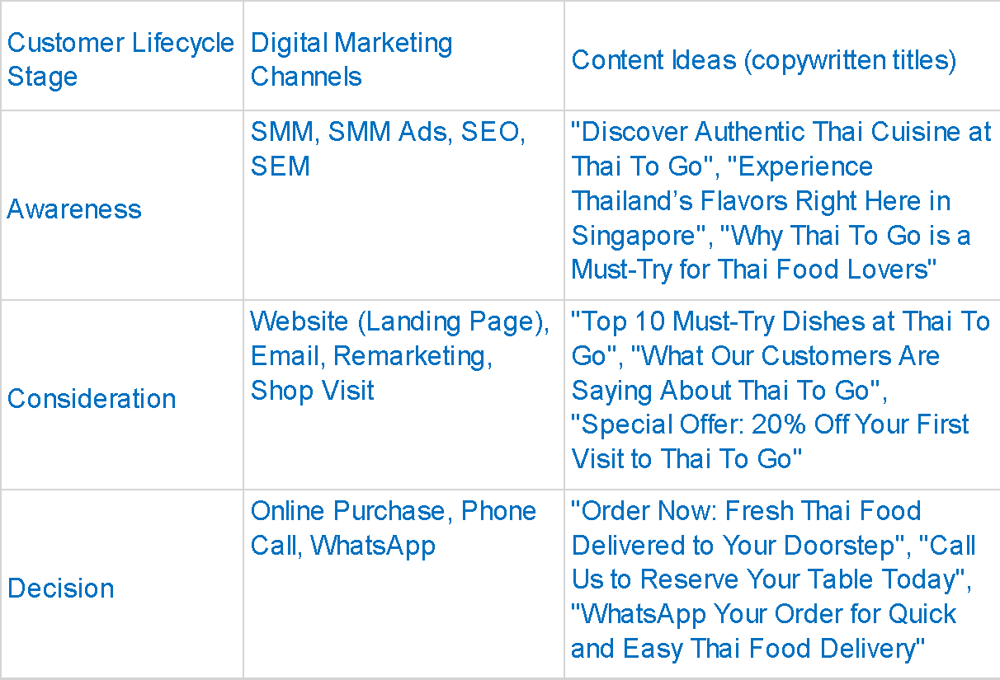 Customer Lifecycle
Stage
Digital Marketing
Channels
Content Ideas (copywritten titles)
Awareness
SMM, SMM Ads, SEO,
SEM
"Discover Authentic Thai Cuisine at
Thai To Go", "Experience
Thailand’s Flavors Right Here in
Singapore", "Why Thai To Go is a
Must-Try for Thai Food Lovers"
Consideration
Website (Landing Page),
Email, Remarketing,
Shop Visit
"Top 10 Must-Try Dishes at Thai To
Go", "What Our Customers Are
Saying About Thai To Go",
"Special Offer: 20% Off Your First
Visit to Thai To Go"
Decision
Online Purchase, Phone
Call, WhatsApp
"Order Now: Fresh Thai Food
Delivered to Your Doorstep", "Call
Us to Reserve Your Table Today",
"WhatsApp Your Order for Quick
and Easy Thai Food Delivery"